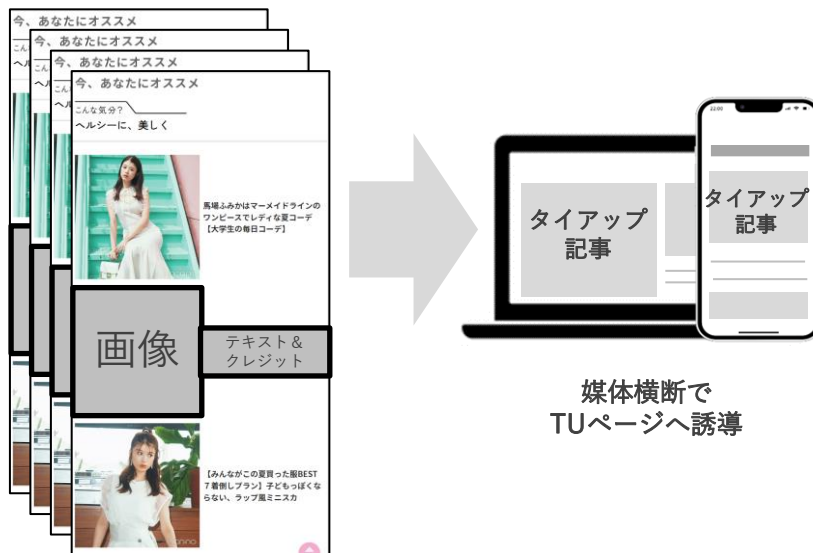 今、あなたにオススメ
今、あなたにオススメ
今、あなたにオススメ
今、あなたにオススメ
こんな気分?
ヘルシーに、美しく
馬場ふみかはマーメイドラインの
ワンピースでレディな夏コーデ
【大学生の毎日コーデ】
画像
テキスト＆
クレジット
【みんながこの夏買った服BEST
7着倒しプラン】子どもっぽくな
らない、ラップ風ミニスカ
タイアップ
記事
タイアップ
記事
媒体横断で
TUページへ誘導